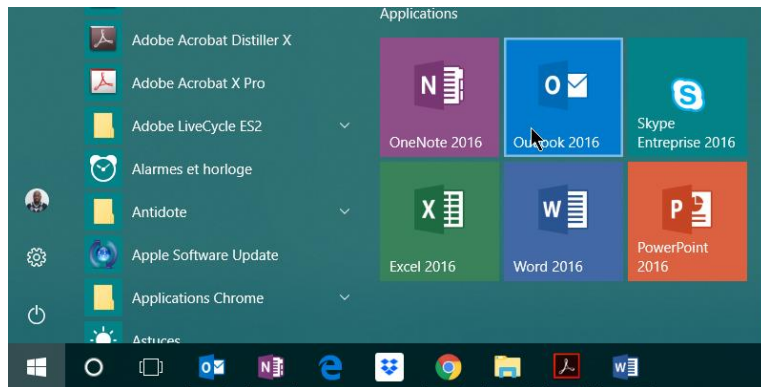 Applications
Adobe Acrobat Distiller X
Adobe Acrobat X Pro
Adobe LiveCycle ES2
Alarmes et horloge
Antidote
Apple Software Update
Applications Chrome
Astuces
OneNote 2016
Outlook 2016
Skype
Entreprise 2016
Excel 2016
Word 2016
PowerPoint
2016